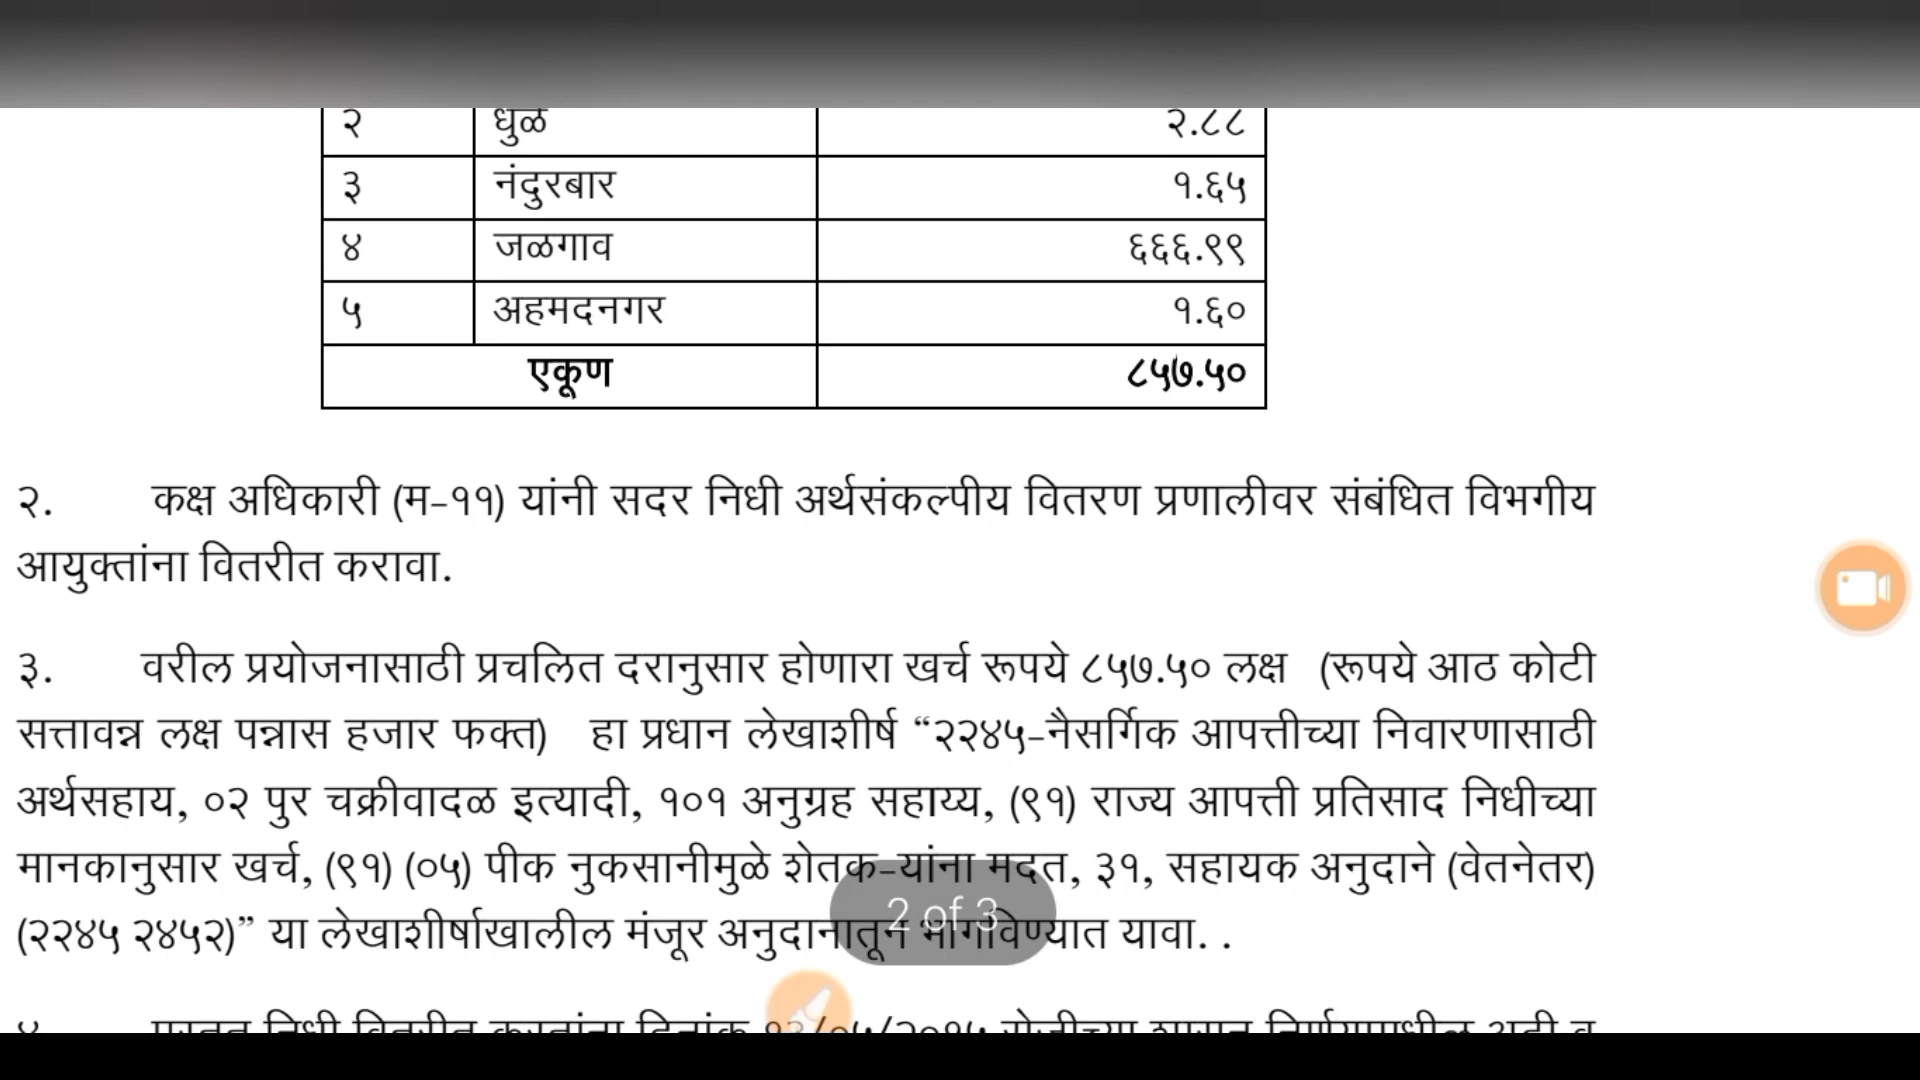 २ धुळे २.८८
३ नंदुरबार १.६५
४ जळगाव ६६६.९९
५ अहमदनगर १.६०
एकूण ८५७.५०
२. कक्ष अधिकारी (म-११) यांनी सदर निधी अर्थसंकल्पीय वितरण प्रणालीवर संबंधित विभगीय
आयुक्तांना वितरीत करावा.
३. वरील प्रयोजनासाठी प्रचलित दरानुसार होणारा खर्च रूपये ८५७.५० लक्ष (रूपये आठ कोटी
सत्तावन्न लक्ष पन्नास हजार फक्त) हा प्रधान लेखाशीर्ष “२२४५-नैसर्गिक आपत्तीच्या निवारणासाठी
अर्थसहाय, ०२ पुर चक्रीवादळ इत्यादी, १०१ अनुग्रह सहाय्य, (९१) राज्य आपत्ती प्रतिसाद निधीच्या
मानकानुसार खर्च, (९१) (०५) पीक नुकसानीमुळे शेतक-यांना मदत, ३१, सहायक अनुदाने (वेतनेतर)
(२२४५ २४५२)” या लेखाशीर्षाखालील मंजूर अनुदानातून भागविण्यात यावा. .
2 of 3